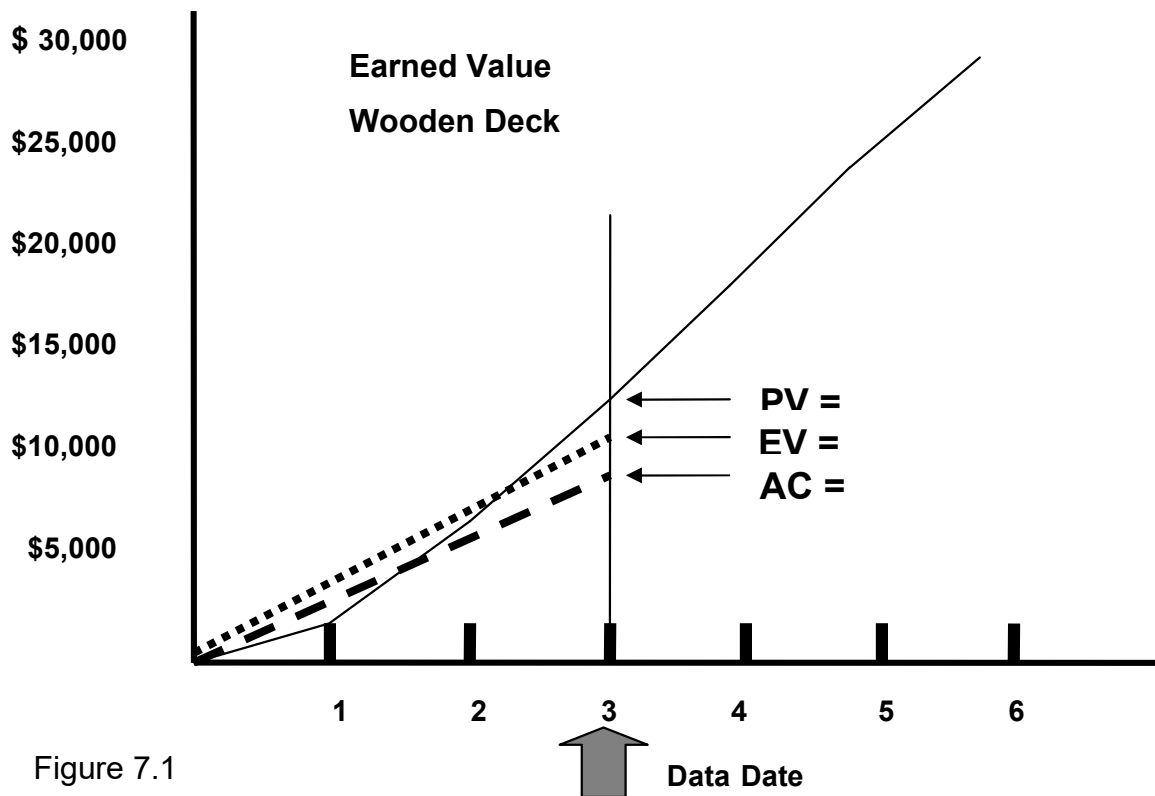 $ 30,000
Earned Value
Wooden Deck
$25,000
$20,000
$15,000
PV =
$10,000
EV =
AC =
$5,000
1 2 3 4 5 6
Figure 7.1
Data Date